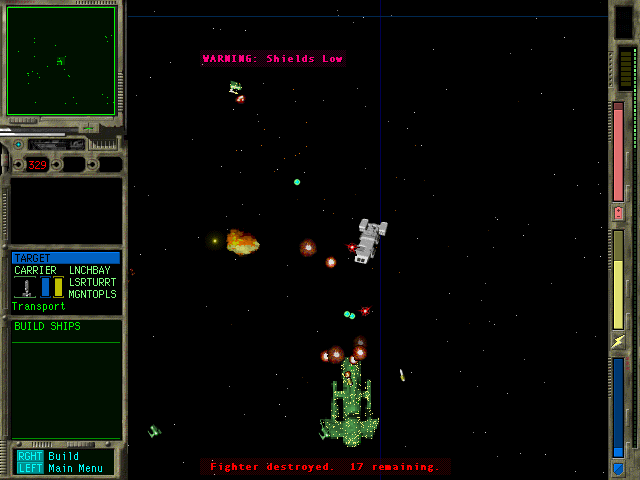 WARNING: Shields Low
329
TARGET
CARRIER LNCHBAY
LSRTURRT
MGNTOPLS
Transport
BUILD SHIPS
RGHT Build
LEFT Main Menu
Fighter destroyed. 17 remaining.